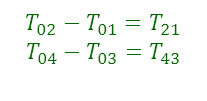 T₀₂ − T₀₁ = T₂₁
T₀₄ − T₀₃ = T₄₃